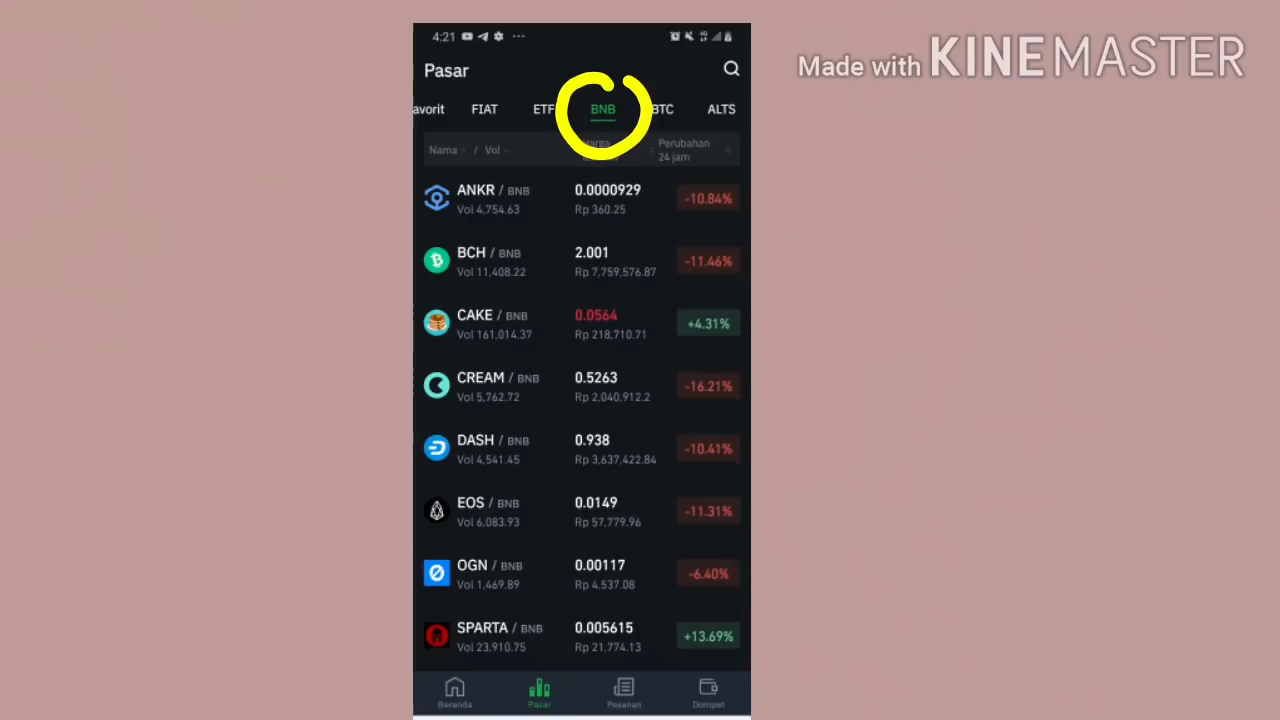 Made with KINEMASTER
4:21
Pasar
avorit FIAT ETF BNB BTC ALTS
Nama / Vol Harga Perubahan
24 jam
ANKR / BNB 0.0000929 -10.84%
Vol 4,754.63 Rp 360.25
BCH / BNB 2.001 -11.46%
Vol 11,408.22 Rp 7,759,576.87
CAKE / BNB 0.0564 +4.31%
Vol 161,014.37 Rp 218,710.71
CREAM / BNB 0.5263 -16.21%
Vol 5,762.72 Rp 2,040,912.2
DASH / BNB 0.938 -10.41%
Vol 4,541.45 Rp 3,637,422.84
EOS / BNB 0.0149 -11.31%
Vol 6,083.93 Rp 57,779.96
OGN / BNB 0.00117 -6.40%
Vol 1,469.89 Rp 4,537.08
SPARTA / BNB 0.005615 +13.69%
Vol 23,910.75 Rp 21,774.13
Beranda Pasar Pesanan Dompet